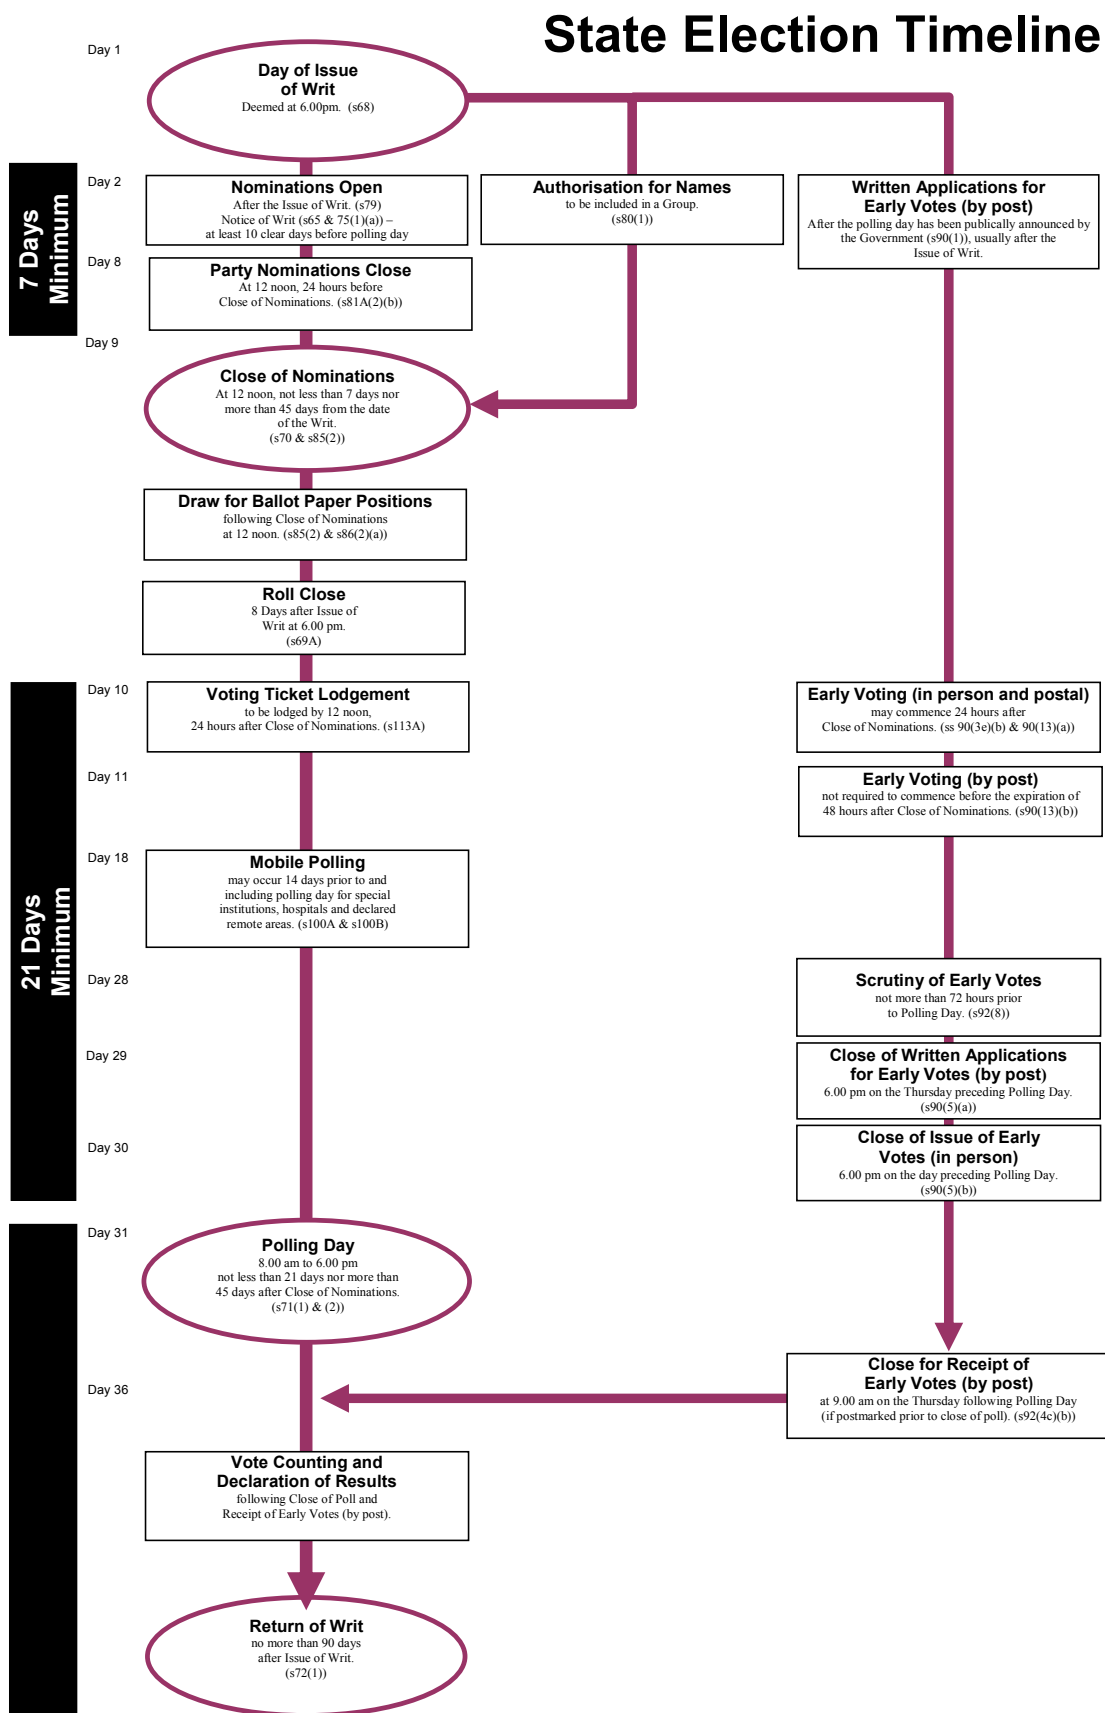 State Election Timeline
Day 1
Day of Issue
of Writ
Deemed at 6.00pm.  (s68)
7 Days
Minimum
Day 2
Nominations Open
After the Issue of Writ. (s79)
Notice of Writ (s65 & 75(1)(a)) –
at least 10 clear days before polling day
Authorisation for Names
to be included in a Group.
(s80(1))
Written Applications for
Early Votes (by post)
After the polling day has been publically announced by
the Government (s90(1)), usually after the
Issue of Writ.
Day 8
Party Nominations Close
At 12 noon, 24 hours before
Close of Nominations. (s81A(2)(b))
Day 9
Close of Nominations
At 12 noon, not less than 7 days nor
more than 45 days from the date
of the Writ.
(s70 & s85(2))
Draw for Ballot Paper Positions
following Close of Nominations
at 12 noon. (s85(2) & s86(2)(a))
Roll Close
8 Days after Issue of
Writ at 6.00 pm.
(s69A)
21 Days
Minimum
Day 10
Voting Ticket Lodgement
to be lodged by 12 noon,
24 hours after Close of Nominations. (s113A)
Early Voting (in person and postal)
may commence 24 hours after
Close of Nominations. (ss 90(3e)(b) & 90(13)(a))
Day 11
Early Voting (by post)
not required to commence before the expiration of
48 hours after Close of Nominations. (s90(13)(b))
Day 18
Mobile Polling
may occur 14 days prior to and
including polling day for special
institutions, hospitals and declared
remote areas. (s100A & s100B)
Day 28
Scrutiny of Early Votes
not more than 72 hours prior
to Polling Day. (s92(8))
Day 29
Close of Written Applications
for Early Votes (by post)
6.00 pm on the Thursday preceding Polling Day.
(s90(5)(a))
Day 30
Close of Issue of Early
Votes (in person)
6.00 pm on the day preceding Polling Day.
(s90(5)(b))
Day 31
Polling Day
8.00 am to 6.00 pm
not less than 21 days nor more than
45 days after Close of Nominations.
(s71(1) & (2))
Day 36
Close for Receipt of
Early Votes (by post)
at 9.00 am on the Thursday following Polling Day
(if postmarked prior to close of poll). (s92(4c)(b))
Vote Counting and
Declaration of Results
following Close of Poll and
Receipt of Early Votes (by post).
Return of Writ
no more than 90 days
after Issue of Writ.
(s72(1))